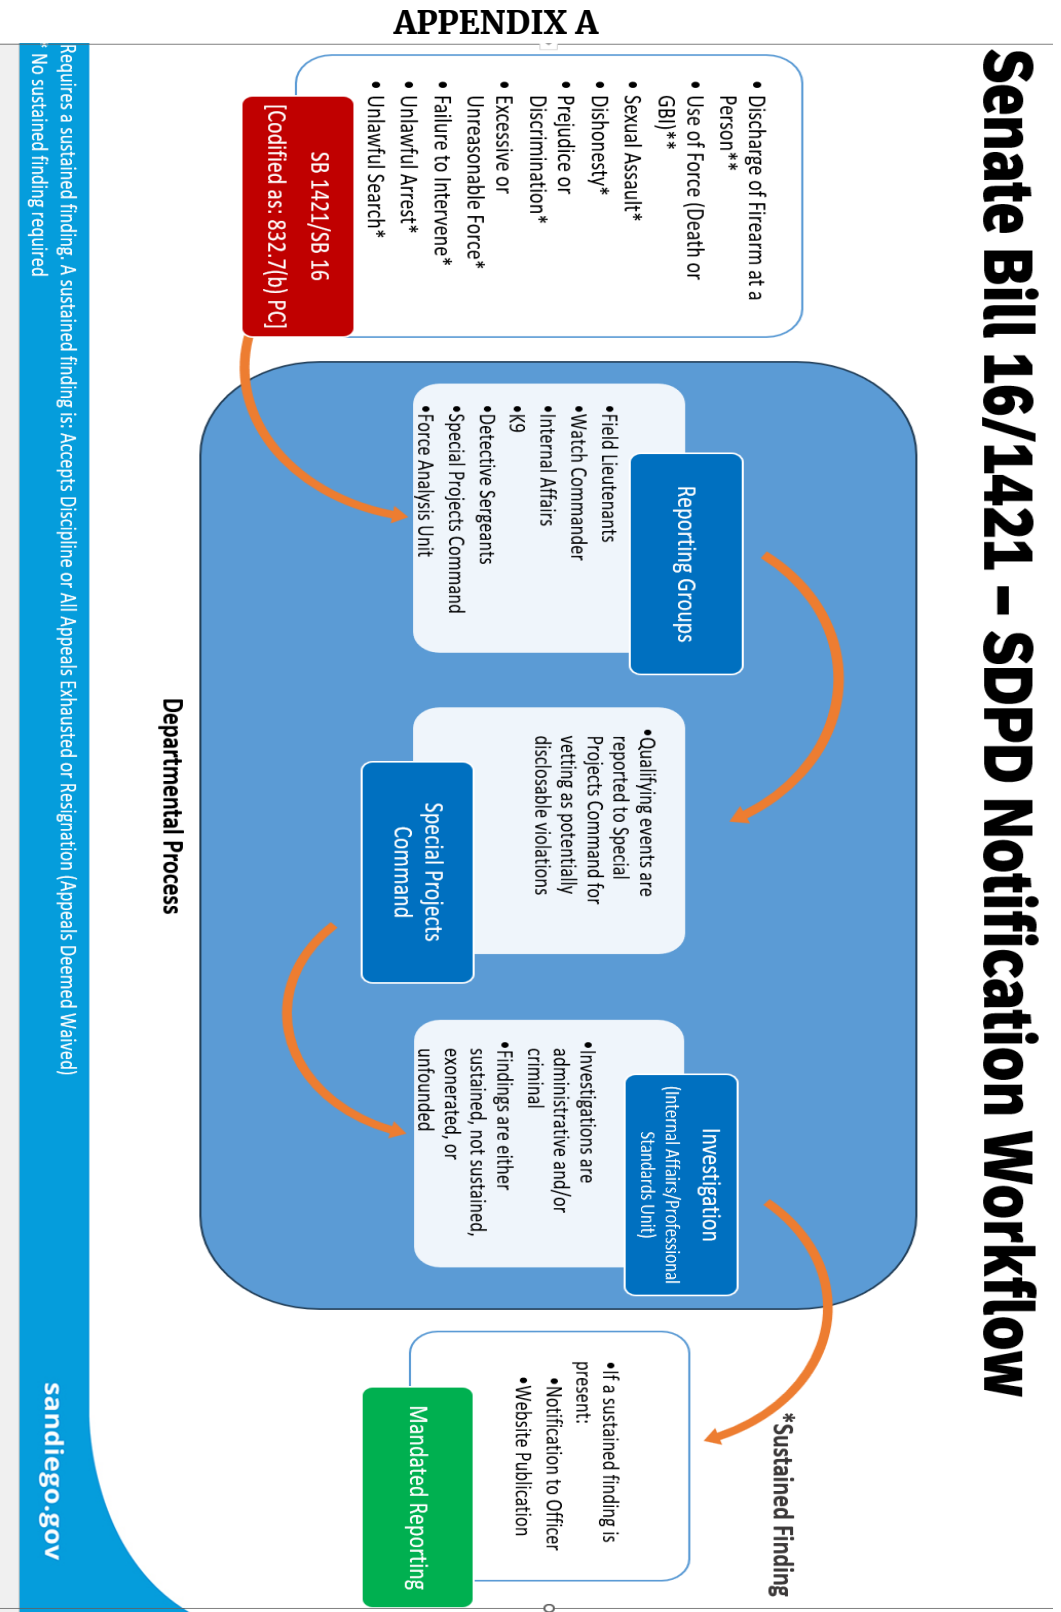 APPENDIX A
Senate Bill 16/1421 – SDPD Notification Workflow
• Discharge of Firearm at a
Person**
• Use of Force (Death or
GBI)**
• Sexual Assault*
• Dishonesty*
• Prejudice or
Discrimination*
• Excessive or
Unreasonable Force*
• Failure to Intervene*
• Unlawful Arrest*
• Unlawful Search*
SB 1421/SB 16
[Codified as: 832.7(b) PC]
Reporting Groups
•Field Lieutenants
•Watch Commander
•Internal Affairs
•K9
•Detective Sergeants
•Special Projects Command
•Force Analysis Unit
•Qualifying events are
reported to Special
Projects Command for
vetting as potentially
disclosable violations
Special Projects
Command
Investigation
(Internal Affairs/Professional
Standards Unit)
•Investigations are
administrative and/or
criminal
•Findings are either
sustained, not sustained,
exonerated, or
unfounded
*Sustained Finding
•If a sustained finding is
present:
•Notification to Officer
•Website Publication
Mandated Reporting
Departmental Process
Requires a sustained finding. A sustained finding is: Accepts Discipline or All Appeals Exhausted or Resignation (Appeals Deemed Waived)
* No sustained finding required
sandiego.gov